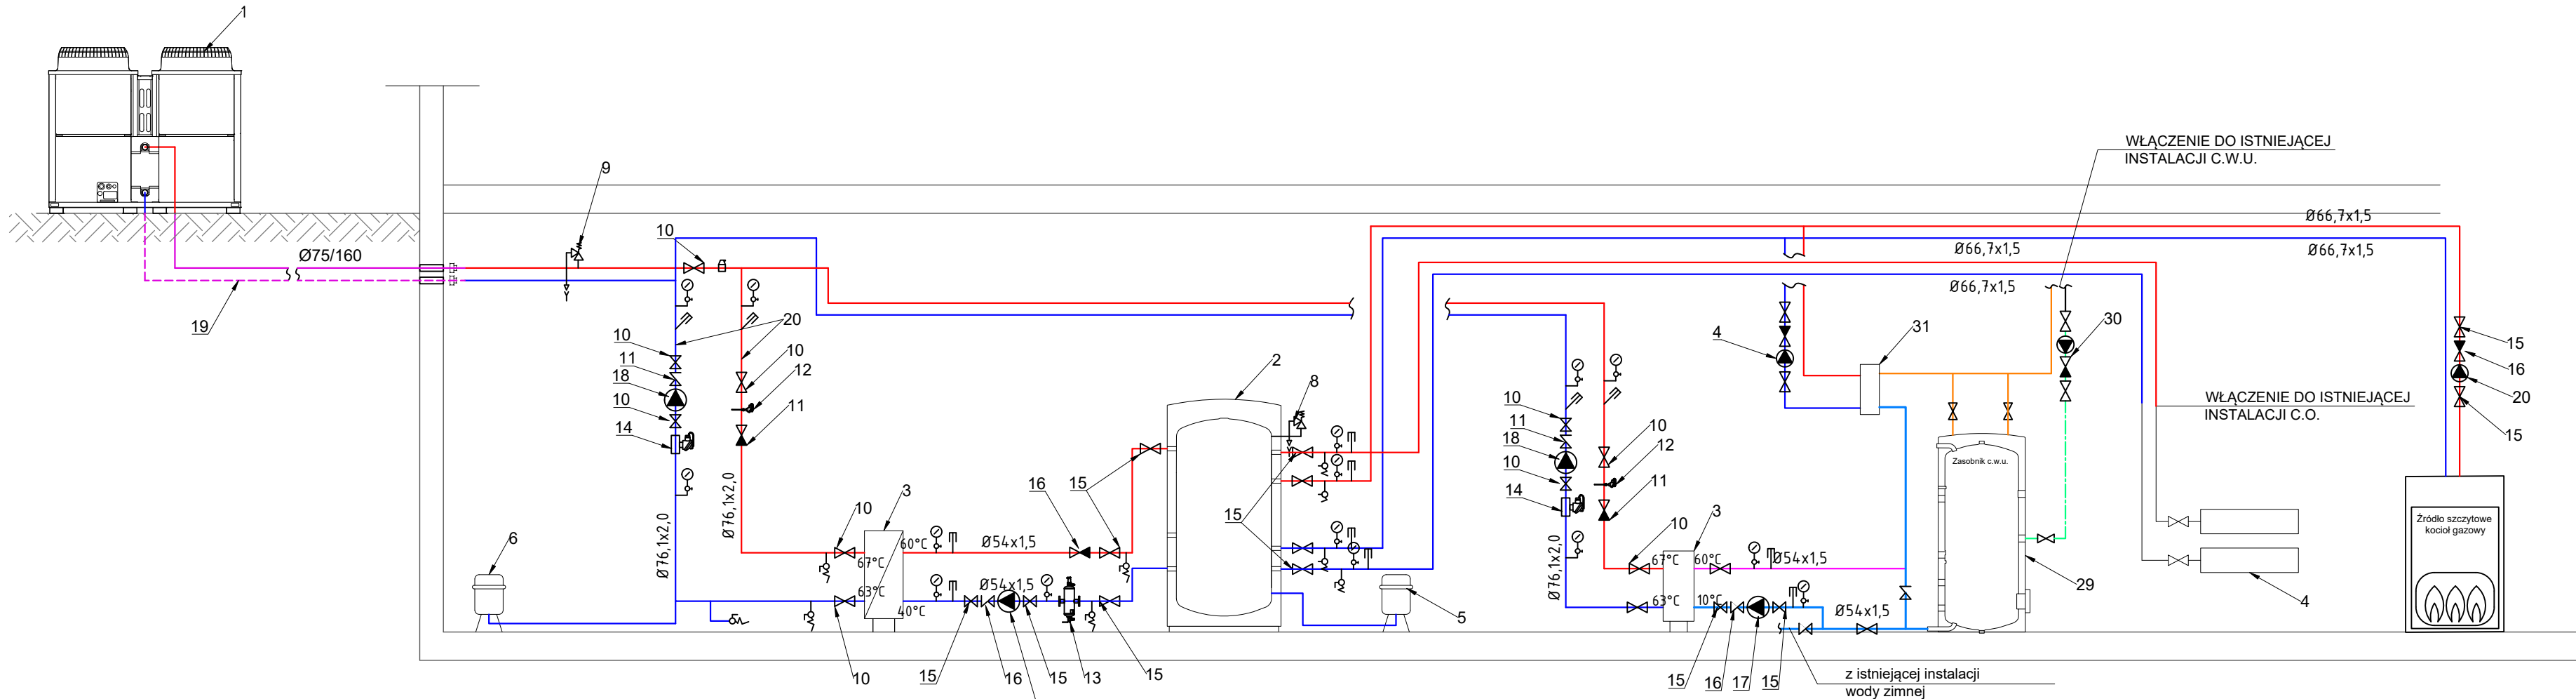 1
WŁĄCZENIE DO ISTNIEJĄCEJ
INSTALACJI C.W.U.
9
Ø66,7x1,5
10
Ø75/160
Ø66,7x1,5
Ø66,7x1,5
Ø66,7x1,5
19
20
10
10
11
12
18
11
10
14
2
8
4
31
30
15
16
20
15
WŁĄCZENIE DO ISTNIEJĄCEJ
INSTALACJI C.O.
10
11
18
10
14
10
12
11
Zasobnik c.w.u.
Ø76,1x2,0
Ø76,1x2,0
3
10
16
15
15
3
10
6
60°C
67°C
Ø54x1,5
63°C
40°C
Ø54x1,5
5
Ø76,1x2,0
67°C
60°C
Ø54x1,5
63°C
10°C
Ø54x1,5
29
4
Źródło szczytowe
kocioł gazowy
10
15
16
15
13
15
15
16
17
15
z istniejącej instalacji
wody zimnej